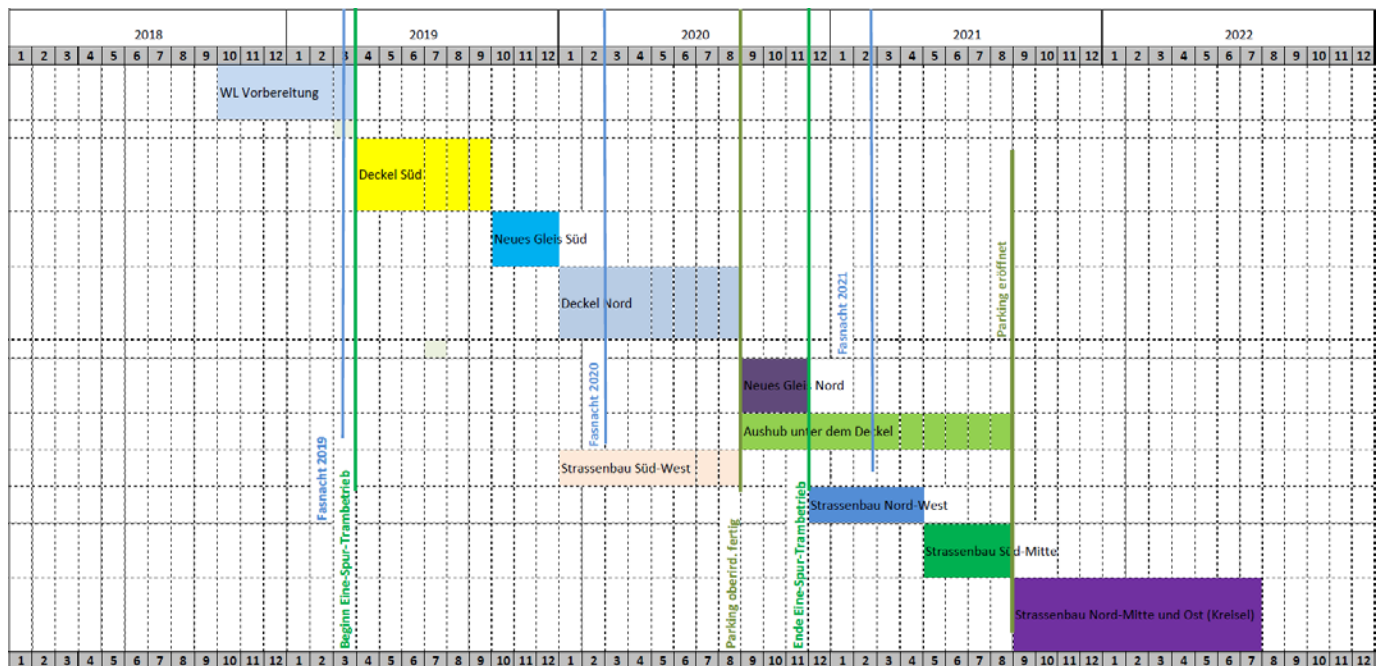 2018 2019 2020 2021 2022
1 2 3 4 5 6 7 8 9 10 11 12 1 2 3 4 5 6 7 8 9 10 11 12 1 2 3 4 5 6 7 8 9 10 11 12 1 2 3 4 5 6 7 8 9 10 11 12 1 2 3 4 5 6 7 8 9 10 11 12
WL Vorbereitung
Deckel Süd
Neues Gleis Süd
Deckel Nord
Neues Gleis Nord
Aushub unter dem Deckel
Strassenbau Süd-West
Strassenbau Nord-West
Strassenbau Süd-Mitte
Strassenbau Nord-Mitte und Ost (Kreisel)
Fasnacht 2019
Beginn Eine-Spur-Trambetrieb
Fasnacht 2020
Parking oberird. fertig
Ende Eine-Spur-Trambetrieb
Fasnacht 2021
Parking eröffnet
1 2 3 4 5 6 7 8 9 10 11 12 1 2 3 4 5 6 7 8 9 10 11 12 1 2 3 4 5 6 7 8 9 10 11 12 1 2 3 4 5 6 7 8 9 10 11 12 1 2 3 4 5 6 7 8 9 10 11 12